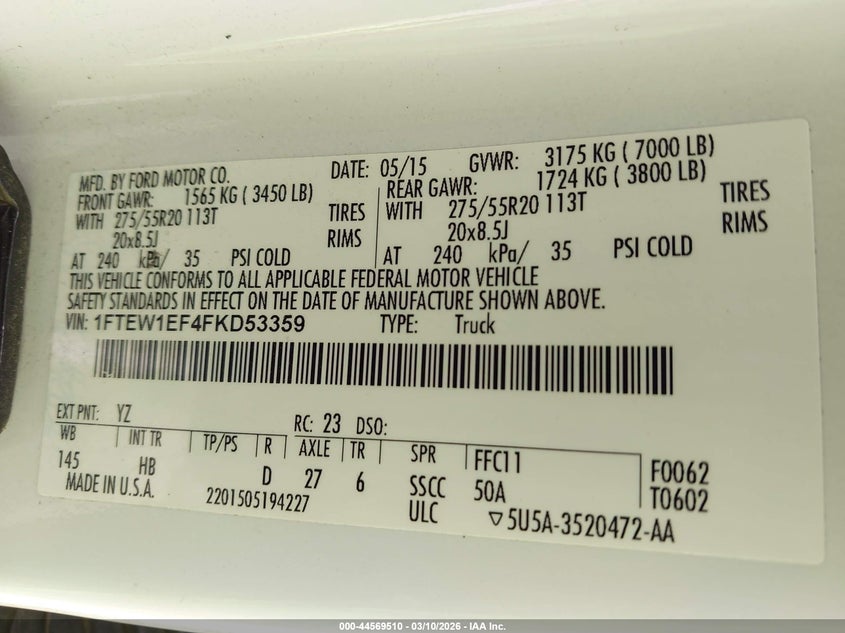 MFD. BY FORD MOTOR CO. DATE: 05/15 GVWR: 3175 KG ( 7000 LB)
FRONT GAWR: 1565 KG ( 3450 LB) REAR GAWR: 1724 KG ( 3800 LB)
WITH 275/55R20 113T TIRES WITH 275/55R20 113T TIRES
20x8.5J RIMS 20x8.5J RIMS
AT 240 kPa/ 35 PSI COLD AT 240 kPa/ 35 PSI COLD
THIS VEHICLE CONFORMS TO ALL APPLICABLE FEDERAL MOTOR VEHICLE
SAFETY STANDARDS IN EFFECT ON THE DATE OF MANUFACTURE SHOWN ABOVE.
VIN: 1FTEW1EF4FKD53359 TYPE: Truck
EXT PNT: YZ RC: 23 DSO:
WB INT TR TP/PS R AXLE TR SPR FFC11 F0062
145 HB D 27 6 SSCC 50A T0602
MADE IN U.S.A. 2201505194227 ULC ▽5U5A-3520472-AA
000-44569510 - 03/10/2026 - IAA Inc.